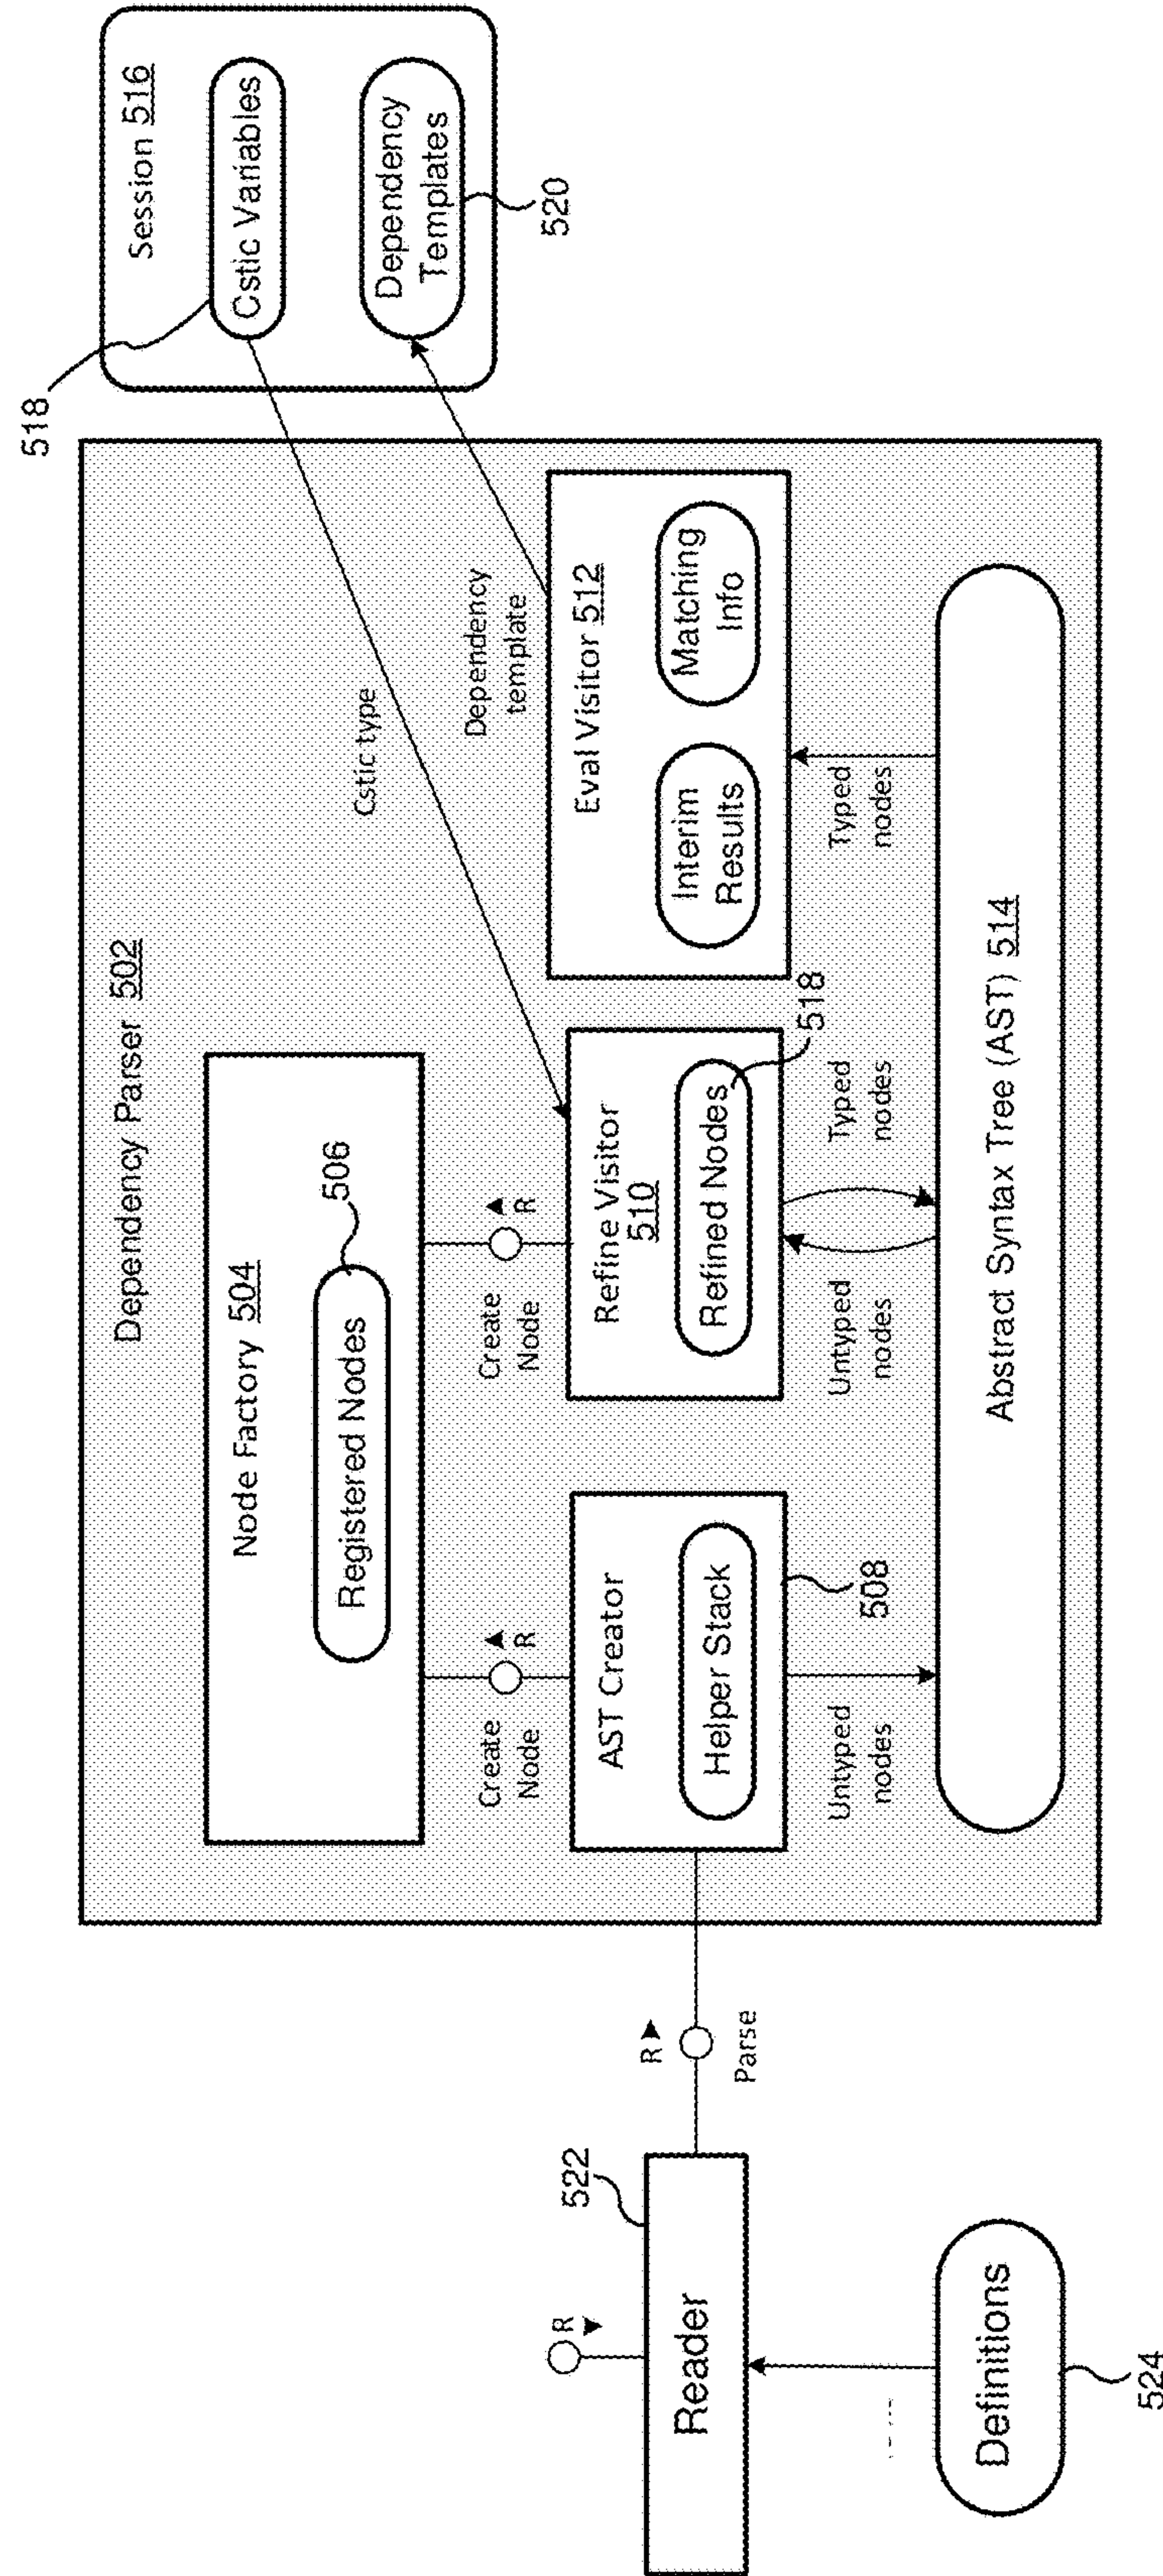 Dependency Parser 502
Node Factory 504
Registered Nodes
506
Create
Node
R
Create
Node
R
AST Creator
Helper Stack
508
Refine Visitor
510
Refined Nodes
518
Eval Visitor 512
Interim
Results
Matching
Info
Untyped
nodes
Untyped
nodes
Typed
nodes
Typed
nodes
Abstract Syntax Tree (AST) 514
Cstic type
Dependency
template
518
Session 516
Cstic Variables
Dependency
Templates
520
R
Reader
522
R
Parse
Definitions
524